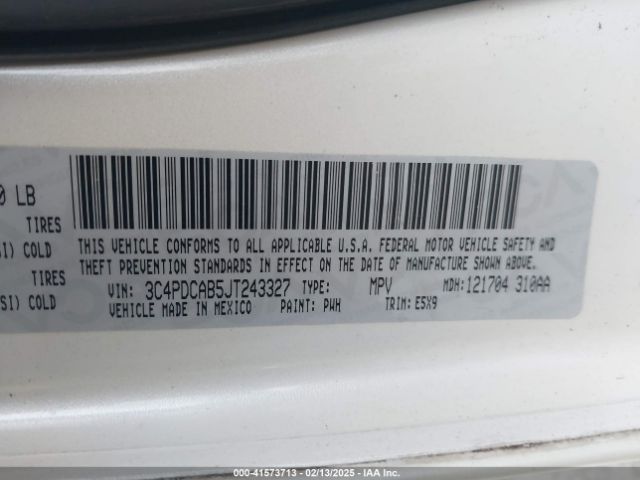 0 LB
TIRES
SI) COLD
TIRES
SI) COLD
THIS VEHICLE CONFORMS TO ALL APPLICABLE U.S.A. FEDERAL MOTOR VEHICLE SAFETY AND
THEFT PREVENTION STANDARDS IN EFFECT ON THE DATE OF MANUFACTURE SHOWN ABOVE.
VIN: 3C4PDCAB5JT243327 TYPE: MPV MDH:121704 310AA
VEHICLE MADE IN MEXICO PAINT: PWH TRIM: E5X9
000-41573713 - 02/13/2025 - IAA Inc.